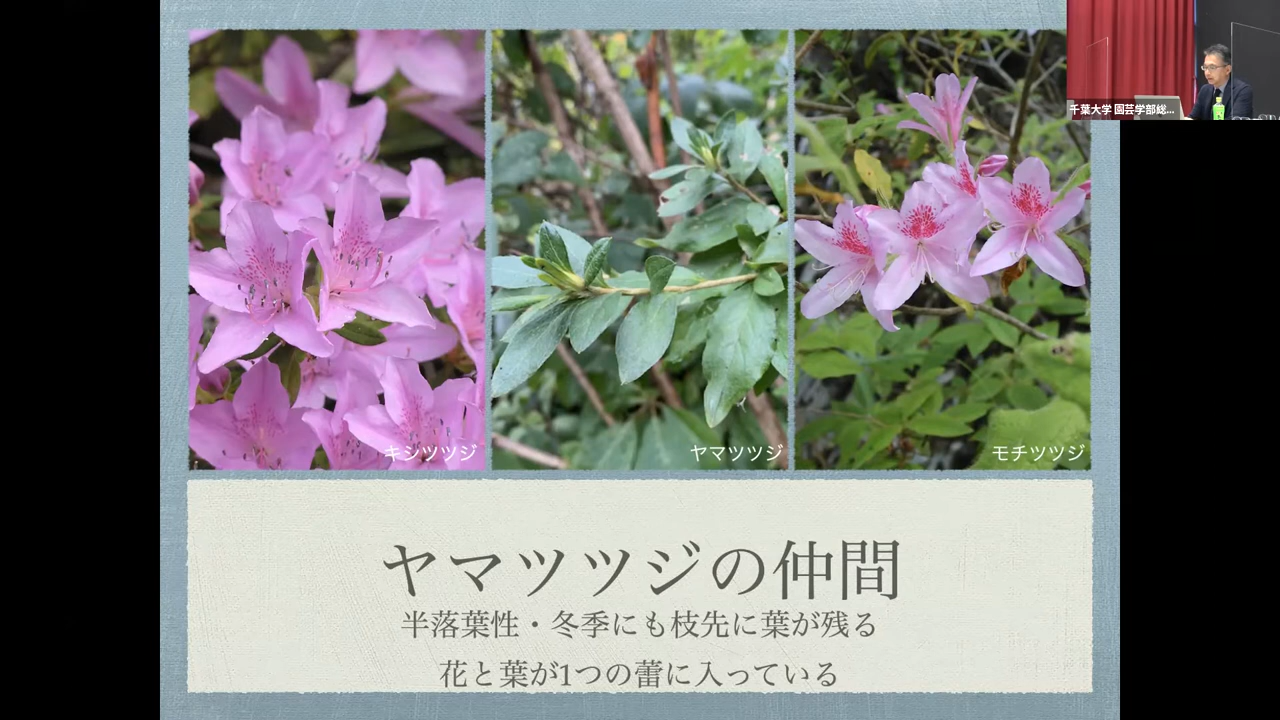 千葉大学 園芸学部総...
キシツツジ
ヤマツツジ
モチツツジ
ヤマツツジの仲間
半落葉性・冬季にも枝先に葉が残る
花と葉が1つの蕾に入っている